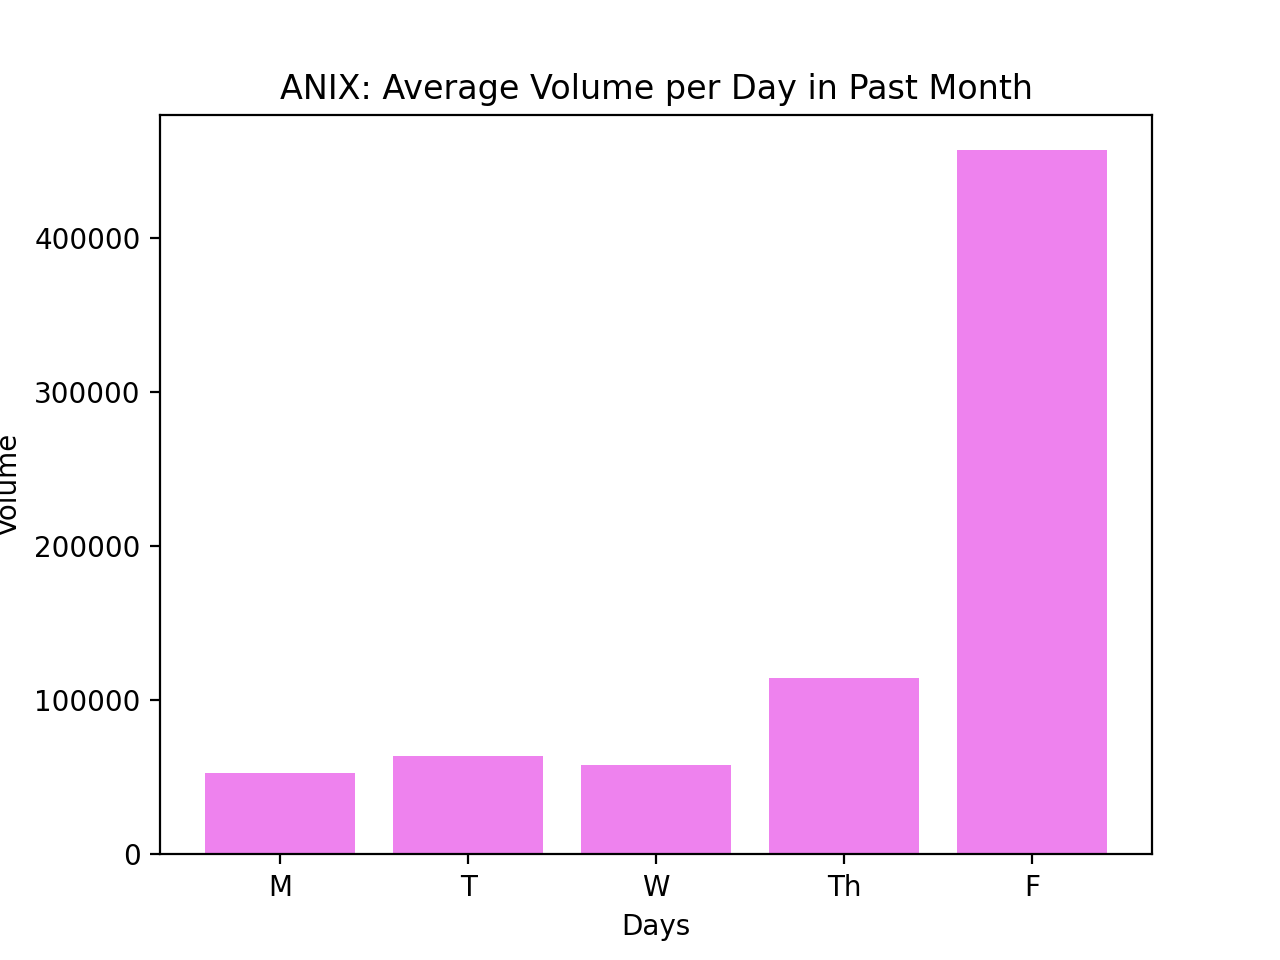 ANIX: Average Volume per Day in Past Month
400000
300000
200000
100000
0
Volume
M T W Th F
Days